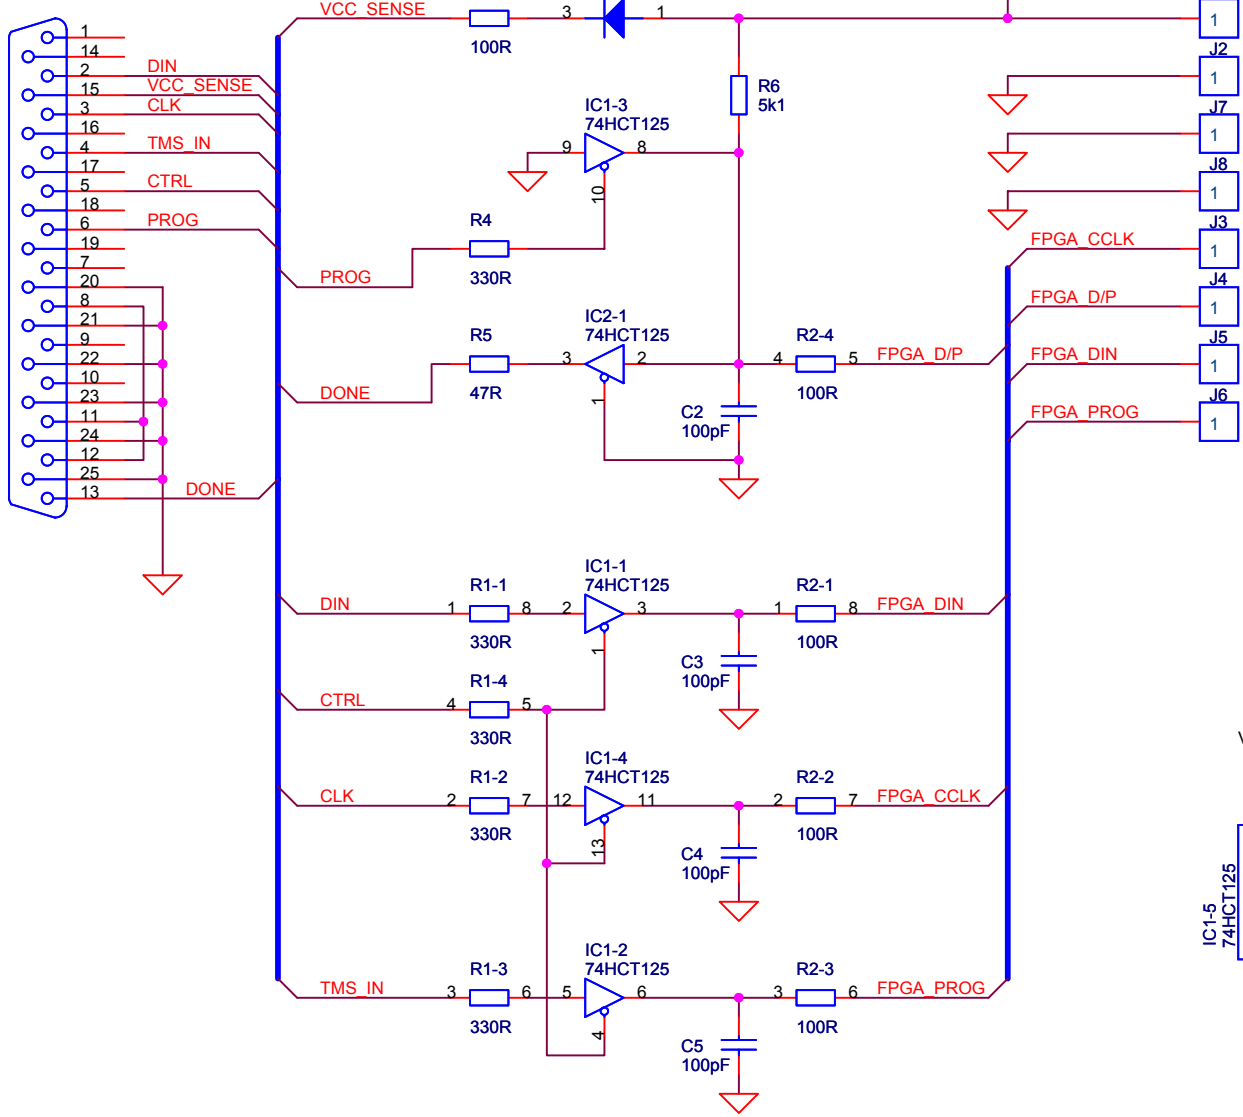 VCC_SENSE
3
1
100R
1
1
14
2
DIN
15
VCC_SENSE
3
CLK
16
4
TMS_IN
17
5
CTRL
18
6
PROG
19
7
20
8
21
9
22
10
23
11
24
12
25
13
DONE
R6
5k1
IC1-3
74HCT125
9
8
10
R4
330R
PROG
IC2-1
74HCT125
R5
47R
3
2
1
DONE
C2
100pF
R2-4
4
5
100R
FPGA_D/P
J2
1
J7
1
J8
1
J3
FPGA_CCLK
1
J4
FPGA_D/P
1
J5
FPGA_DIN
1
J6
FPGA_PROG
1
IC1-1
74HCT125
R1-1
DIN
1
8
2
3
330R
1
C3
100pF
R2-1
1
8
100R
FPGA_DIN
R1-4
CTRL
4
5
330R
IC1-4
74HCT125
R1-2
CLK
2
7
12
11
330R
13
C4
100pF
R2-2
2
7
100R
FPGA_CCLK
IC1-5
74HCT125
IC1-2
74HCT125
R1-3
TMS_IN
3
6
5
6
330R
4
C5
100pF
R2-3
3
6
100R
FPGA_PROG